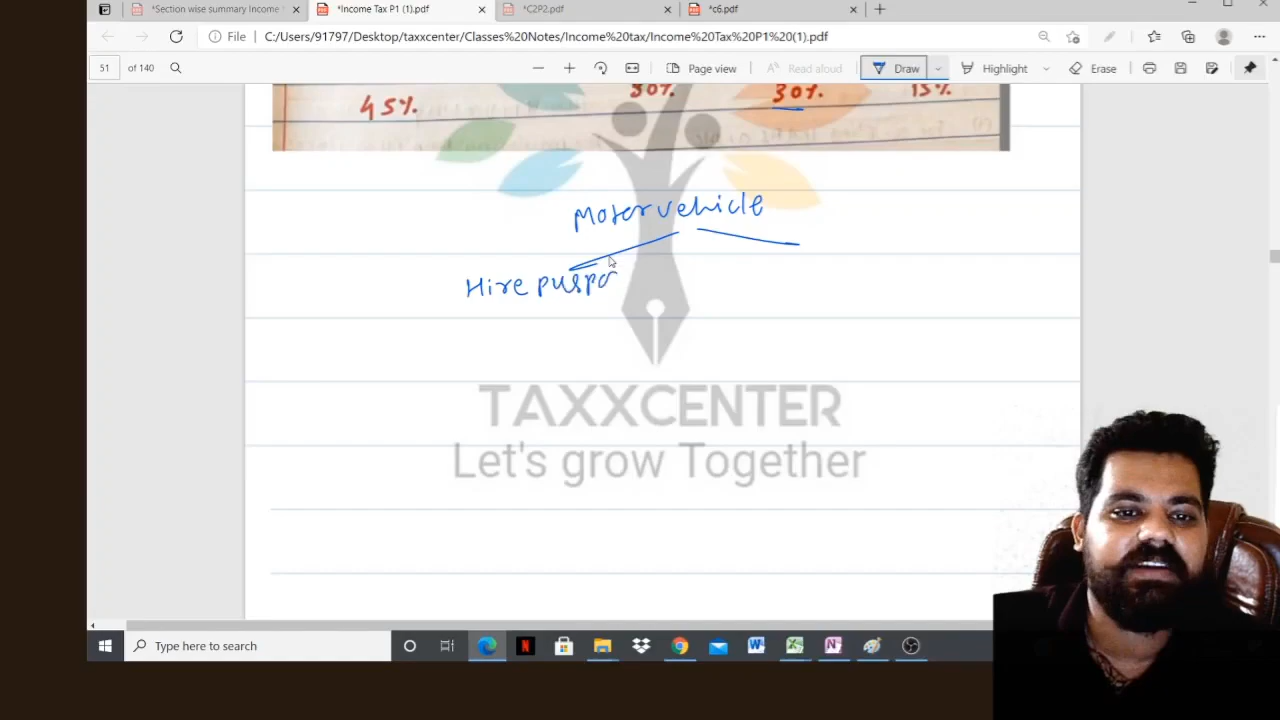 *Section wise summary Income
*Income Tax P1 (1).pdf
*C2P2.pdf
*c6.pdf
File
C:/Users/91797/Desktop/taxxcenter/Classes%20Notes/Income%20tax/Income%20Tax%20P1%20(1).pdf
51 of 140
Page view
Read aloud
Draw
Highlight
Erase
45%. 30%. 30%. 15%.
Motor vehicle
Hire puspo
TAXXCENTER
Let's grow Together
Type here to search